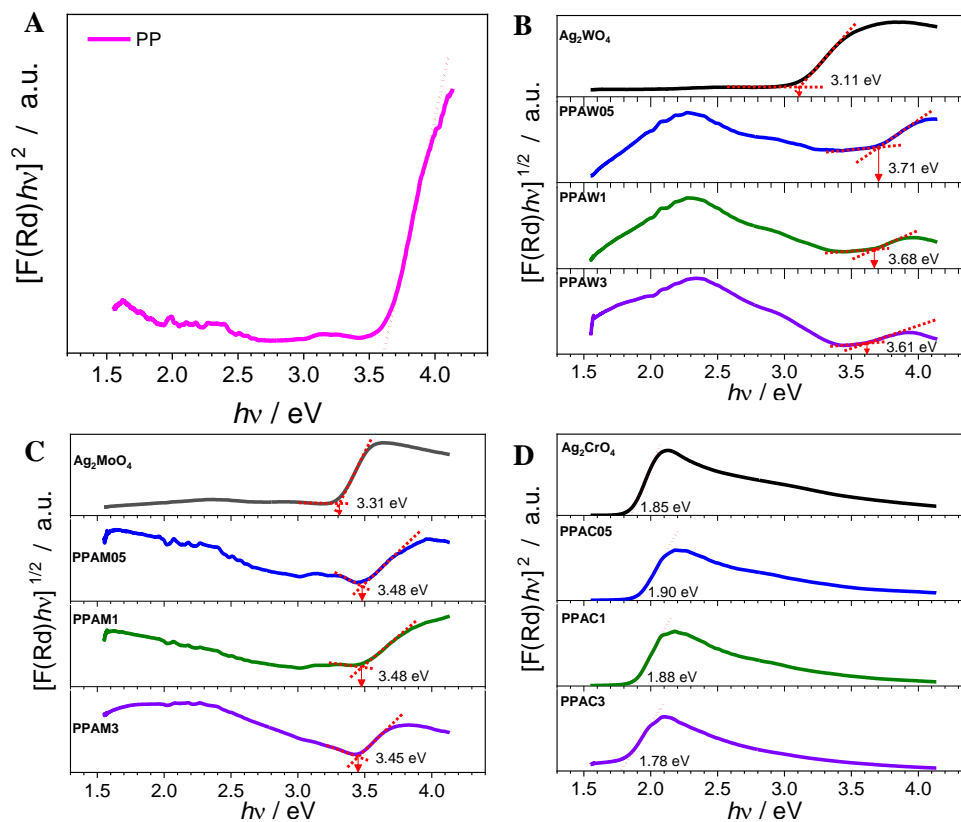 A
PP
[F(Rd)hν]² / a.u.
1.5 2.0 2.5 3.0 3.5 4.0
hν / eV
B
Ag₂WO₄
3.11 eV
PPAW05
3.71 eV
PPAW1
3.68 eV
PPAW3
3.61 eV
[F(Rd)hν]¹/² / a.u.
1.5 2.0 2.5 3.0 3.5 4.0
hν / eV
C
Ag₂MoO₄
3.31 eV
PPAM05
3.48 eV
PPAM1
3.48 eV
PPAM3
3.45 eV
[F(Rd)hν]¹/² / a.u.
1.5 2.0 2.5 3.0 3.5 4.0
hν / eV
D
Ag₂CrO₄
1.85 eV
PPAC05
1.90 eV
PPAC1
1.88 eV
PPAC3
1.78 eV
[F(Rd)hν]² / a.u.
1.5 2.0 2.5 3.0 3.5 4.0
hν / eV